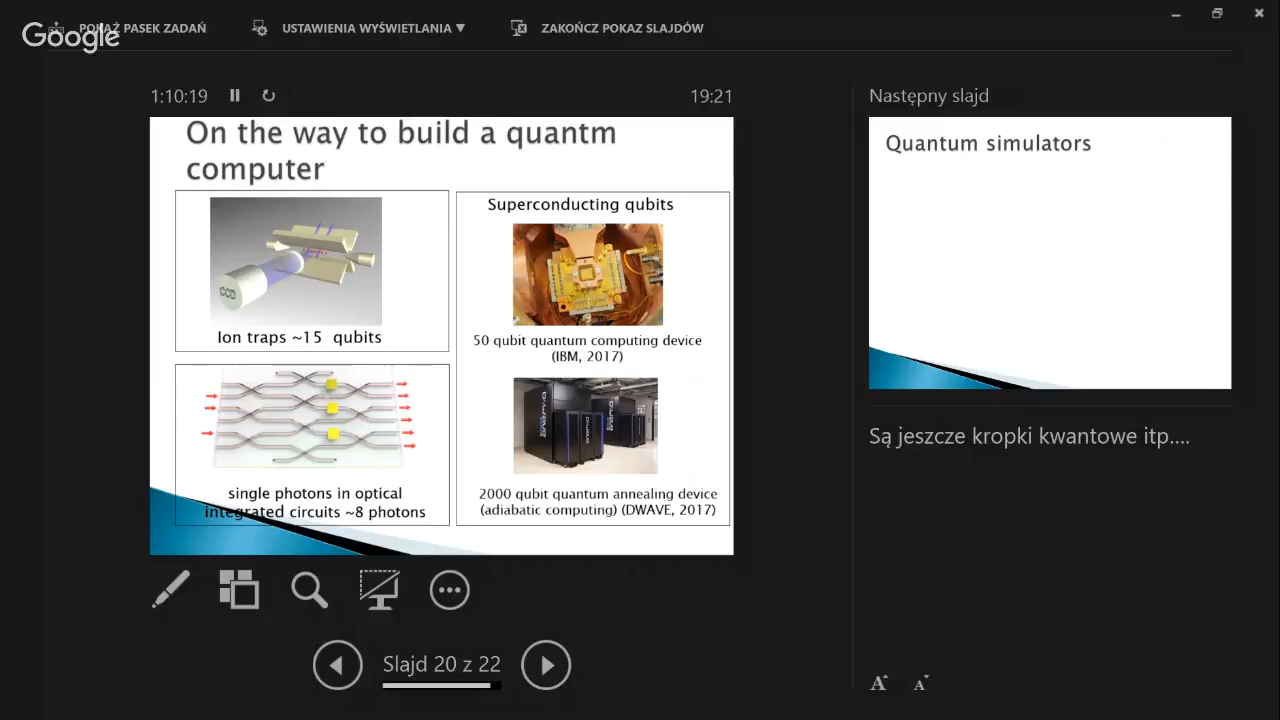 Google
POKAŻ PASEK ZADAŃ
USTAWIENIA WYŚWIETLANIA
ZAKOŃCZ POKAZ SLAJDÓW
1:10:19
19:21
On the way to build a quantm
computer
CCD
Ion traps ~15 qubits
Superconducting qubits
50 qubit quantum computing device
(IBM, 2017)
single photons in optical
integrated circuits ~8 photons
2000 qubit quantum annealing device
(adiabatic computing) (DWAVE, 2017)
Następny slajd
Quantum simulators
Są jeszcze kropki kwantowe itp....
Slajd 20 z 22
A A